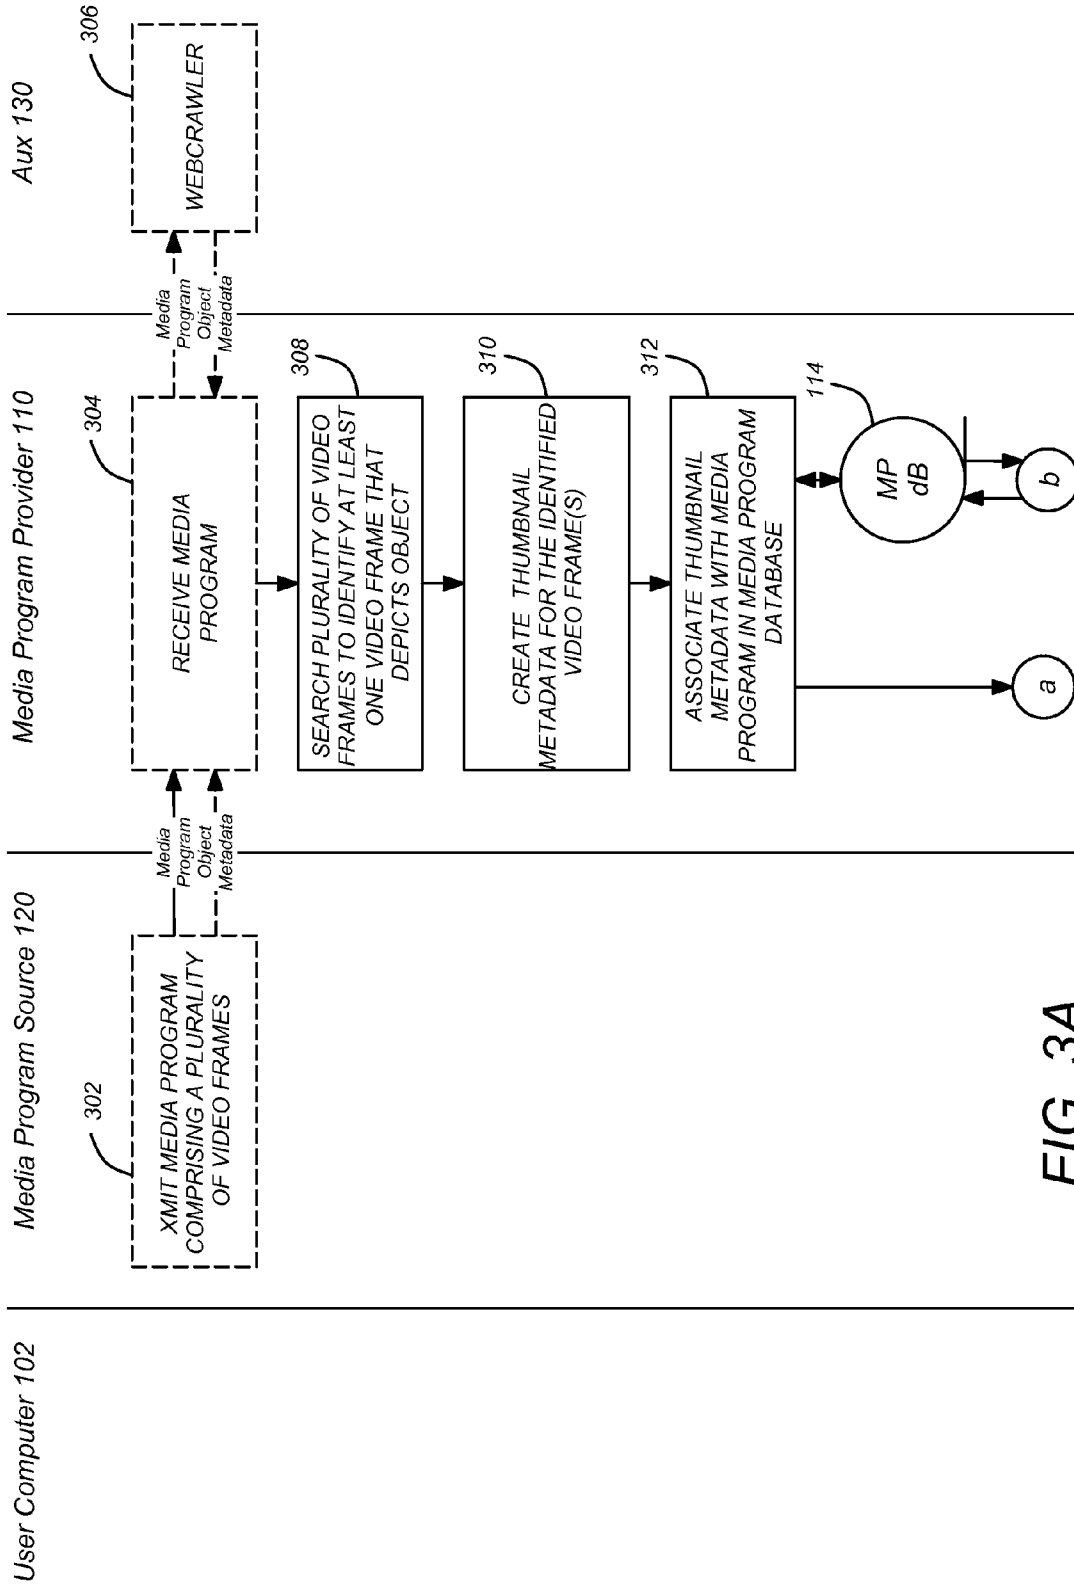 User Computer 102
Media Program Source 120
Media Program Provider 110
Aux 130
302
XMIT MEDIA PROGRAM
COMPRISING A PLURALITY
OF VIDEO FRAMES
Media
Program
Object
Metadata
304
RECEIVE MEDIA
PROGRAM
Media
Program
Object
Metadata
306
WEBCRAWLER
308
SEARCH PLURALITY OF VIDEO
FRAMES TO IDENTIFY AT LEAST
ONE VIDEO FRAME THAT
DEPICTS OBJECT
310
CREATE THUMBNAIL
METADATA FOR THE IDENTIFIED
VIDEO FRAME(S)
312
ASSOCIATE THUMBNAIL
METADATA WITH MEDIA
PROGRAM IN MEDIA PROGRAM
DATABASE
114
MP
dB
a
b
FIG. 3A